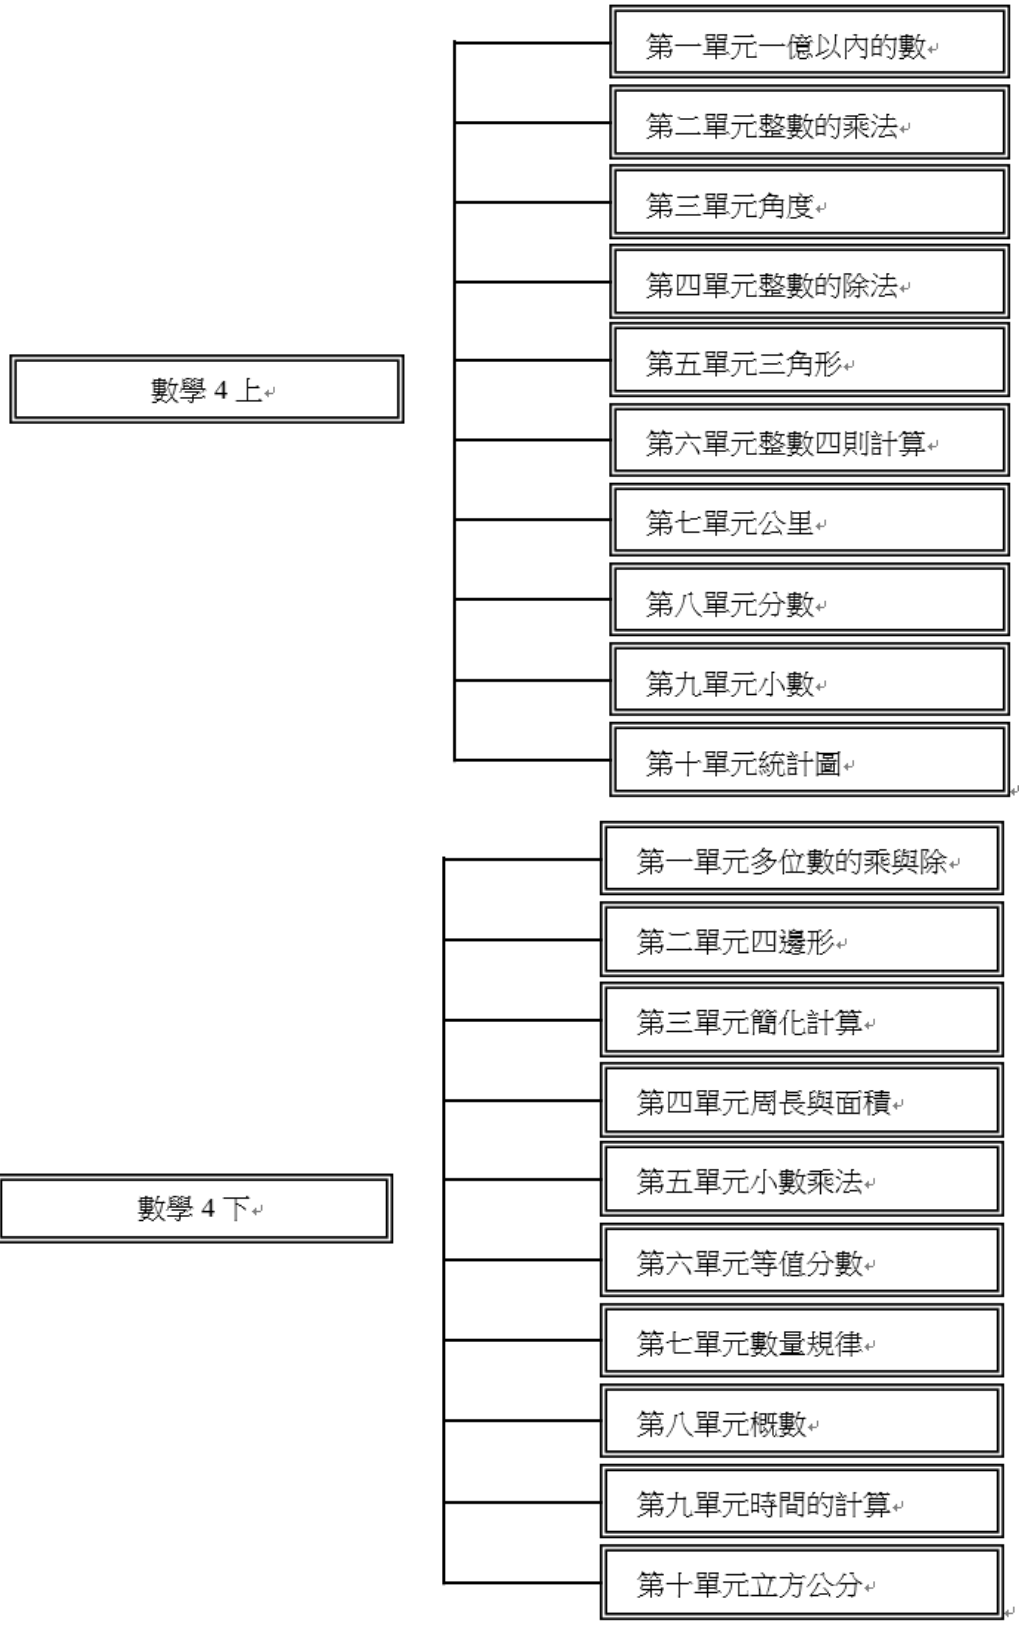 第一單元一億以內的數
第二單元整數的乘法
第三單元角度
第四單元整數的除法
第五單元三角形
數學 4 上
第六單元整數四則計算
第七單元公里
第八單元分數
第九單元小數
第十單元統計圖
第一單元多位數的乘與除
第二單元四邊形
第三單元簡化計算
第四單元周長與面積
第五單元小數乘法
數學 4 下
第六單元等值分數
第七單元數量規律
第八單元概數
第九單元時間的計算
第十單元立方公分